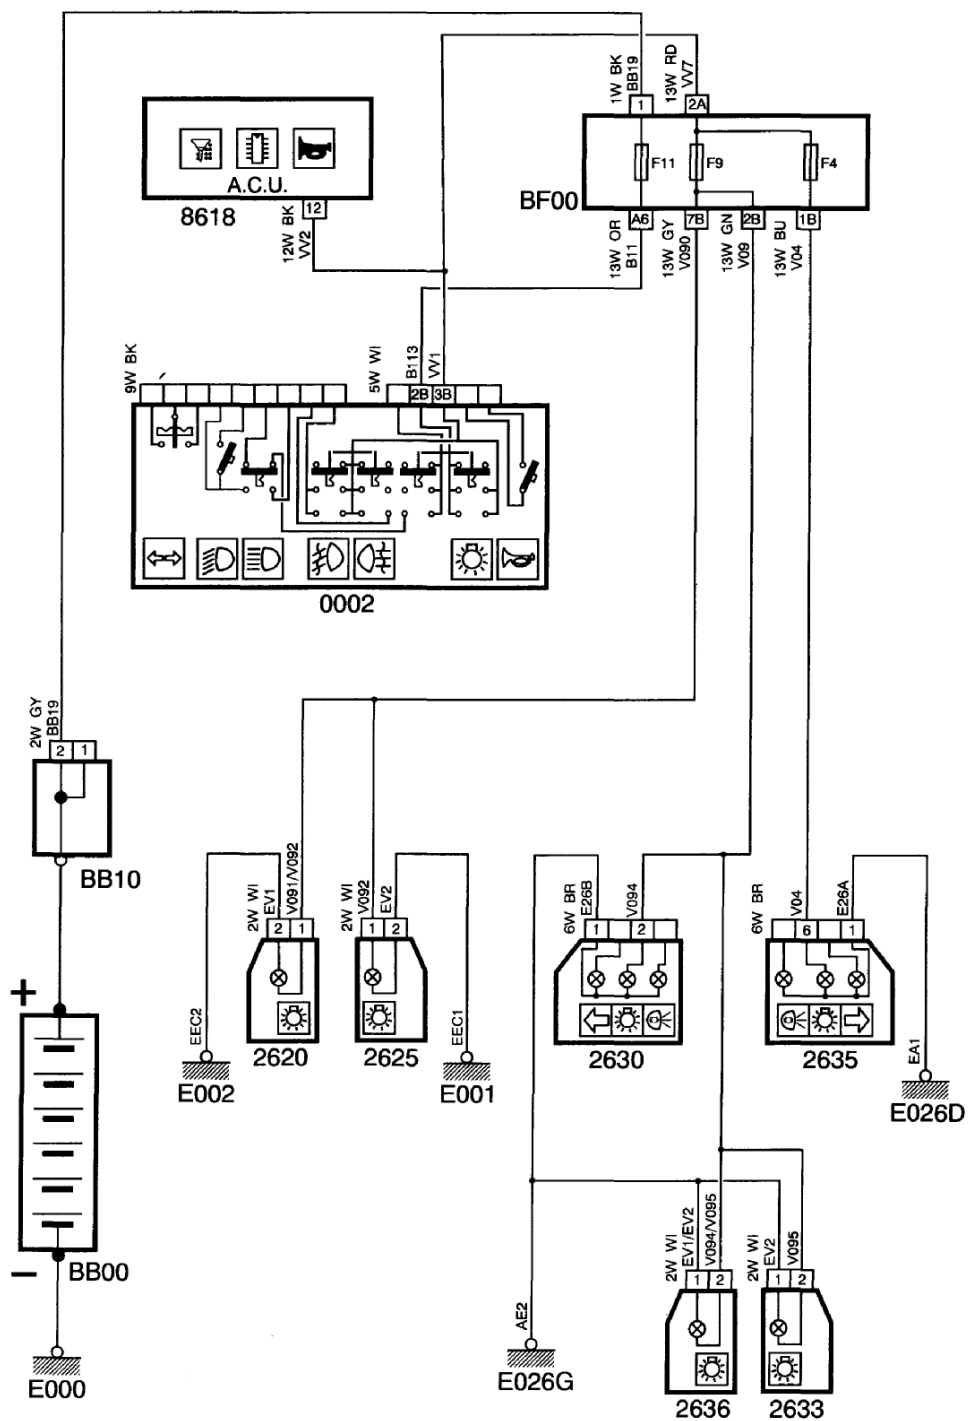 1W BK
BB19
13W RD
VV7
1
2A
F11
F9
F4
BF00
A6
7B
2B
1B
13W OR
B11
13W GY
V090
13W GN
V09
13W BU
V04
A.C.U.
8618
12
12W BK
VV2
9W BK
5W WI
B113
VV1
2B
3B
0002
2W GY
BB19
2
1
BB10
+
BB00
−
E000
2W WI
EV1
V091/V092
2
1
2620
2W WI
V092
EV2
1
2
2625
EEC2
E002
EEC1
E001
6W BR
E26B
V094
1
2
2630
6W BR
V04
E26A
6
1
2635
EA1
E026D
AE2
E026G
2W WI
EV1/EV2
V094/V095
1
2
2636
2W WI
EV2
V095
1
2
2633